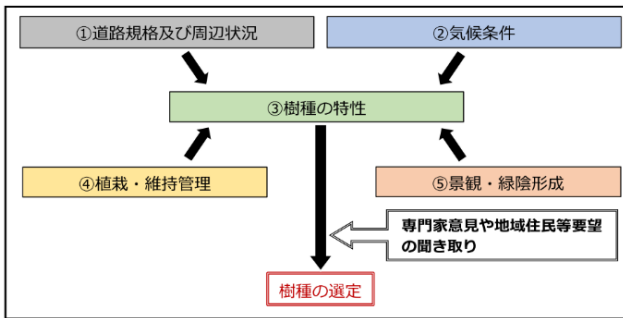 ①道路規格及び周辺状況
②気候条件
③樹種の特性
④植栽・維持管理
⑤景観・緑陰形成
専門家意見や地域住民等要望
の聞き取り
樹種の選定